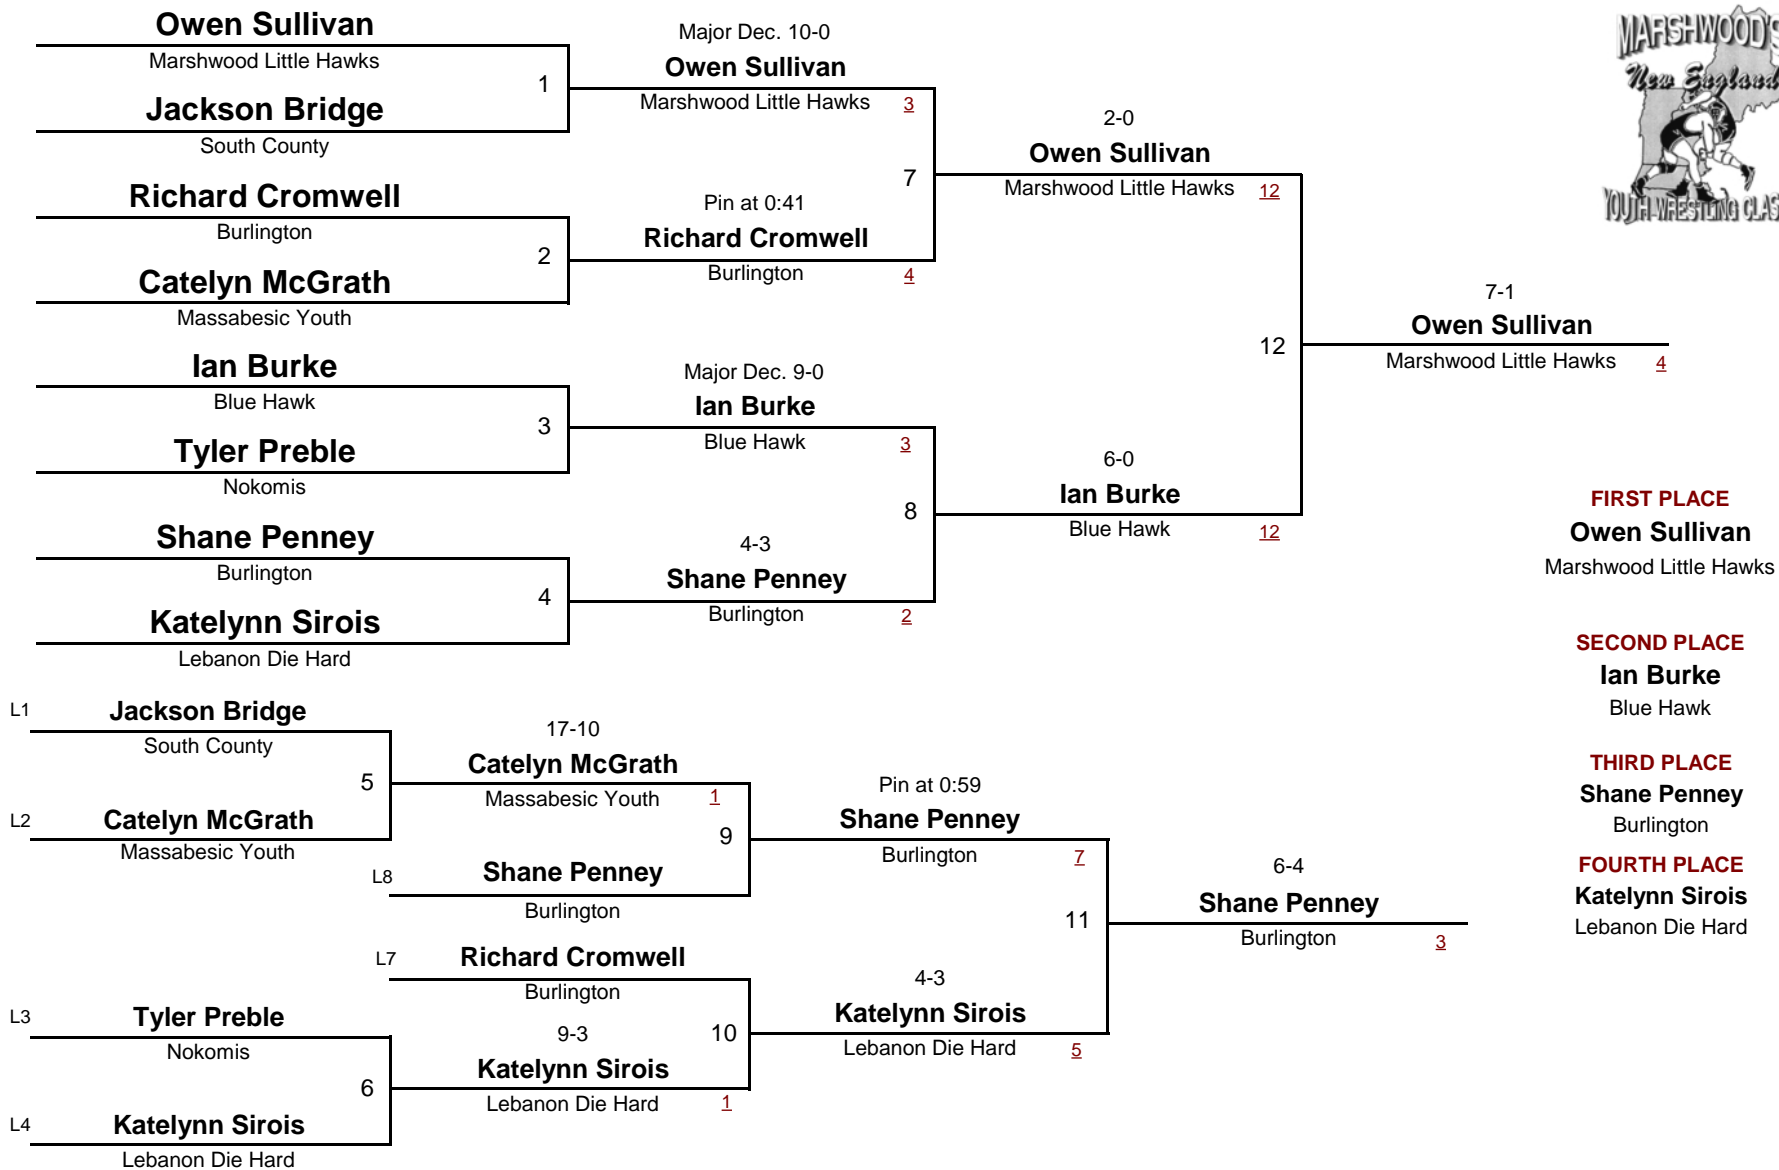 Owen Sullivan
Marshwood Little Hawks
1
Jackson Bridge
South County
Richard Cromwell
Burlington
2
Catelyn McGrath
Massabesic Youth
Ian Burke
Blue Hawk
3
Tyler Preble
Nokomis
Shane Penney
Burlington
4
Katelynn Sirois
Lebanon Die Hard
Major Dec. 10-0
Owen Sullivan
Marshwood Little Hawks 3
7
Pin at 0:41
Richard Cromwell
Burlington 4
Major Dec. 9-0
Ian Burke
Blue Hawk 3
8
4-3
Shane Penney
Burlington 2
2-0
Owen Sullivan
Marshwood Little Hawks 12
12
6-0
Ian Burke
Blue Hawk 12
7-1
Owen Sullivan
Marshwood Little Hawks 4
MARSHWOOD'S
New England
YOUTH WRESTLING
FIRST PLACE
Owen Sullivan
Marshwood Little Hawks
SECOND PLACE
Ian Burke
Blue Hawk
THIRD PLACE
Shane Penney
Burlington
FOURTH PLACE
Katelynn Sirois
Lebanon Die Hard
L1 Jackson Bridge
South County
5
L2 Catelyn McGrath
Massabesic Youth
17-10
Catelyn McGrath
Massabesic Youth 1
9
L8 Shane Penney
Burlington
L7 Richard Cromwell
Burlington
10
L3 Tyler Preble
Nokomis
6
L4 Katelynn Sirois
Lebanon Die Hard
9-3
Katelynn Sirois
Lebanon Die Hard 1
Pin at 0:59
Shane Penney
Burlington 7
11
4-3
Katelynn Sirois
Lebanon Die Hard 5
6-4
Shane Penney
Burlington 3